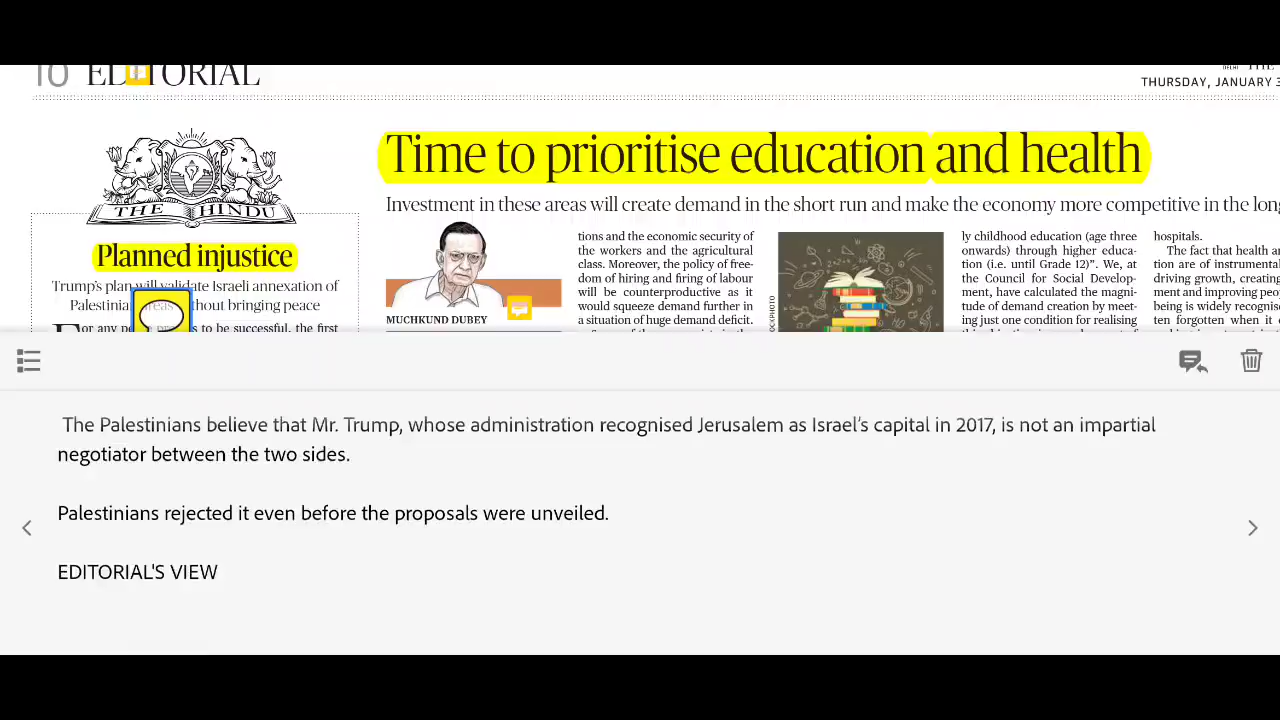 10 EDITORIAL
THURSDAY, JANUARY 3
THE HINDU
Planned injustice
Trump's plan will validate Israeli annexation of
Palestinian areas without bringing peace
For any peace to be successful, the first
Time to prioritise education and health
Investment in these areas will create demand in the short run and make the economy more competitive in the long
MUCHKUND DUBEY
tions and the economic security of
the workers and the agricultural
class. Moreover, the policy of free-
dom of hiring and firing of labour
will be counterproductive as it
would squeeze demand further in
a situation of huge demand deficit.
ly childhood education (age three
onwards) through higher educa-
tion (i.e. until Grade 12)”. We, at
the Council for Social Develop-
ment, have calculated the magni-
tude of demand creation by meet-
ing just one condition for realising
hospitals.
The fact that health a
tion are of instrumental
driving growth, creating
ment and improving peo
being is widely recognis
ten forgotten when it
The Palestinians believe that Mr. Trump, whose administration recognised Jerusalem as Israel's capital in 2017, is not an impartial
negotiator between the two sides.
Palestinians rejected it even before the proposals were unveiled.
EDITORIAL'S VIEW